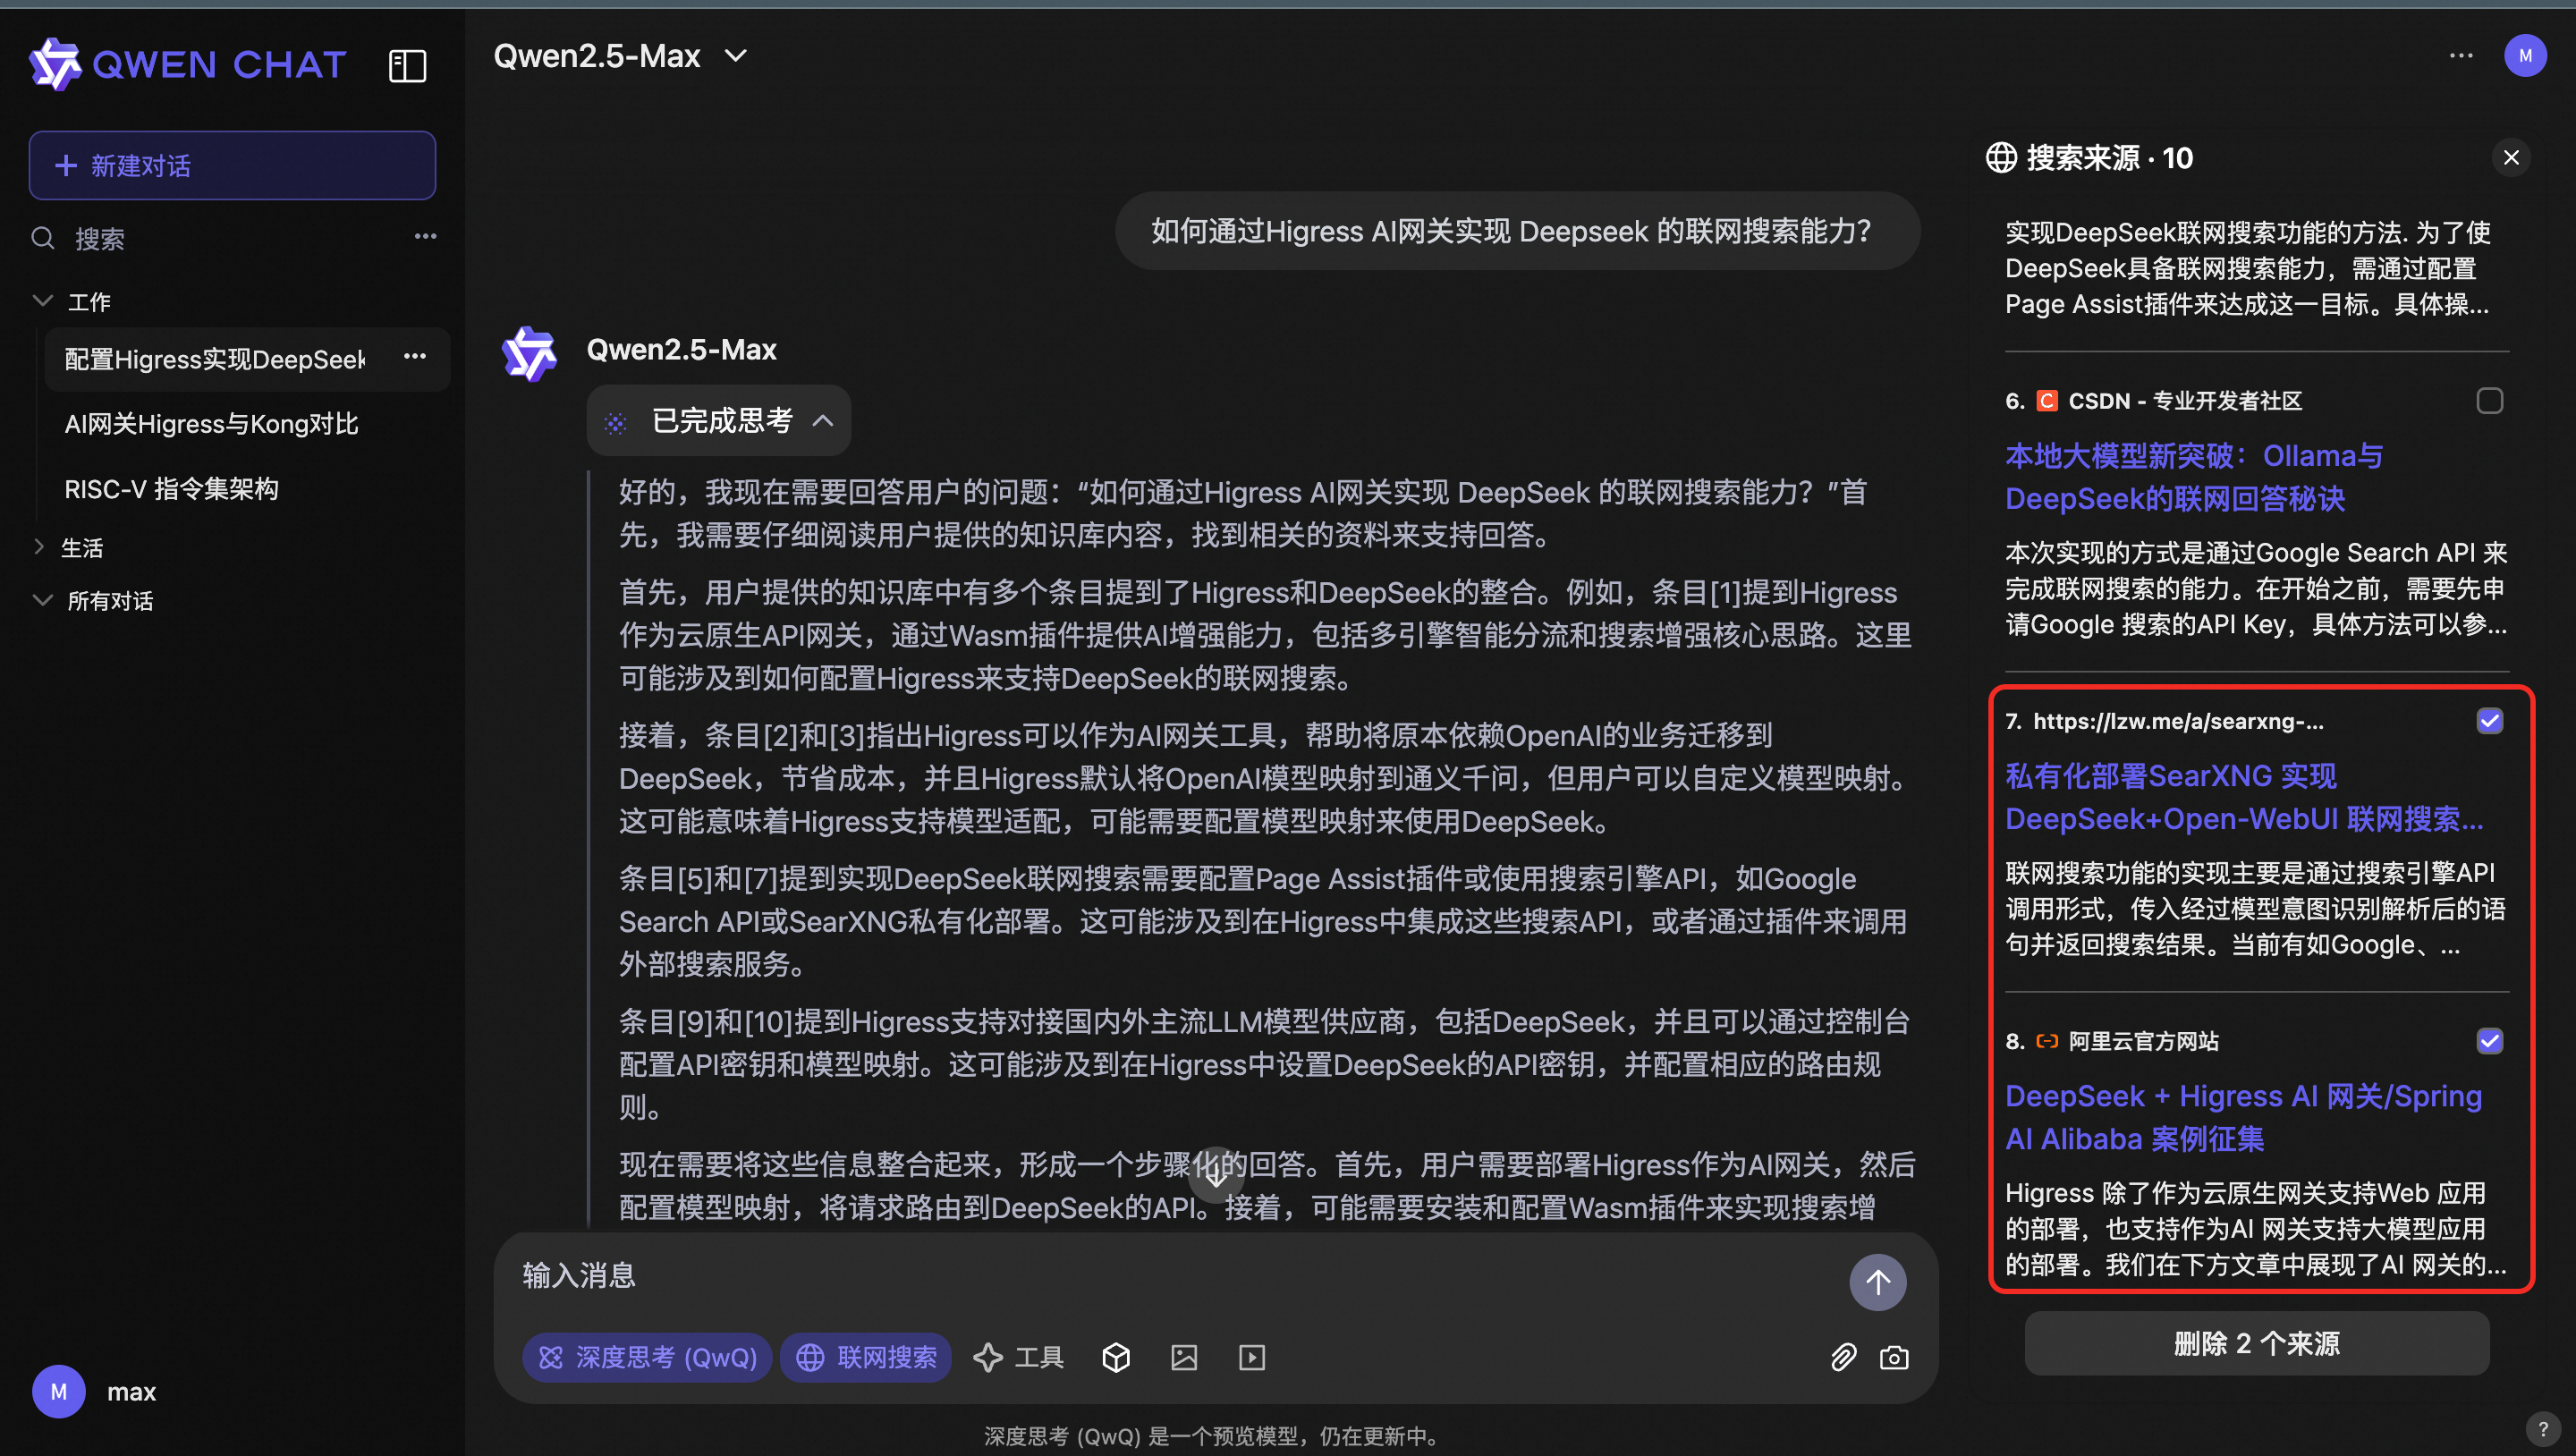 QWEN CHAT
新建对话
搜索
工作
配置Higress实现DeepSeek
AI网关Higress与Kong对比
RISC-V 指令集架构
生活
所有对话
M
max
Qwen2.5-Max
M
如何通过Higress AI网关实现 Deepseek 的联网搜索能力？
Qwen2.5-Max
已完成思考
好的，我现在需要回答用户的问题：“如何通过Higress AI网关实现 DeepSeek 的联网搜索能力？”首
先，我需要仔细阅读用户提供的知识库内容，找到相关的资料来支持回答。
首先，用户提供的知识库中有多个条目提到了Higress和DeepSeek的整合。例如，条目[1]提到Higress
作为云原生API网关，通过Wasm插件提供AI增强能力，包括多引擎智能分流和搜索增强核心思路。这里
可能涉及到如何配置Higress来支持DeepSeek的联网搜索。
接着，条目[2]和[3]指出Higress可以作为AI网关工具，帮助将原本依赖OpenAI的业务迁移到
DeepSeek，节省成本，并且Higress默认将OpenAI模型映射到通义千问，但用户可以自定义模型映射。
这可能意味着Higress支持模型适配，可能需要配置模型映射来使用DeepSeek。
条目[5]和[7]提到实现DeepSeek联网搜索需要配置Page Assist插件或使用搜索引擎API，如Google
Search API或SearXNG私有化部署。这可能涉及到在Higress中集成这些搜索API，或者通过插件来调用
外部搜索服务。
条目[9]和[10]提到Higress支持对接国内外主流LLM模型供应商，包括DeepSeek，并且可以通过控制台
配置API密钥和模型映射。这可能涉及到在Higress中设置DeepSeek的API密钥，并配置相应的路由规
则。
现在需要将这些信息整合起来，形成一个步骤化的回答。首先，用户需要部署Higress作为AI网关，然后
配置模型映射，将请求路由到DeepSeek的API。接着，可能需要安装和配置Wasm插件来实现搜索增
输入消息
深度思考 (QwQ)
联网搜索
工具
深度思考 (QwQ) 是一个预览模型，仍在更新中。
搜索来源 · 10
实现DeepSeek联网搜索功能的方法. 为了使
DeepSeek具备联网搜索能力，需通过配置
Page Assist插件来达成这一目标。具体操...
6. C CSDN - 专业开发者社区
本地大模型新突破：Ollama与
DeepSeek的联网回答秘诀
本次实现的方式是通过Google Search API 来
完成联网搜索的能力。在开始之前，需要先申
请Google 搜索的API Key，具体方法可以参...
7. https://lzw.me/a/searxng-...
私有化部署SearXNG 实现
DeepSeek+Open-WebUI 联网搜索...
联网搜索功能的实现主要是通过搜索引擎API
调用形式，传入经过模型意图识别解析后的语
句并返回搜索结果。当前有如Google、...
8. 阿里云官方网站
DeepSeek + Higress AI 网关/Spring
AI Alibaba 案例征集
Higress 除了作为云原生网关支持Web 应用
的部署，也支持作为AI 网关支持大模型应用
的部署。我们在下方文章中展现了AI 网关的...
删除 2 个来源
?